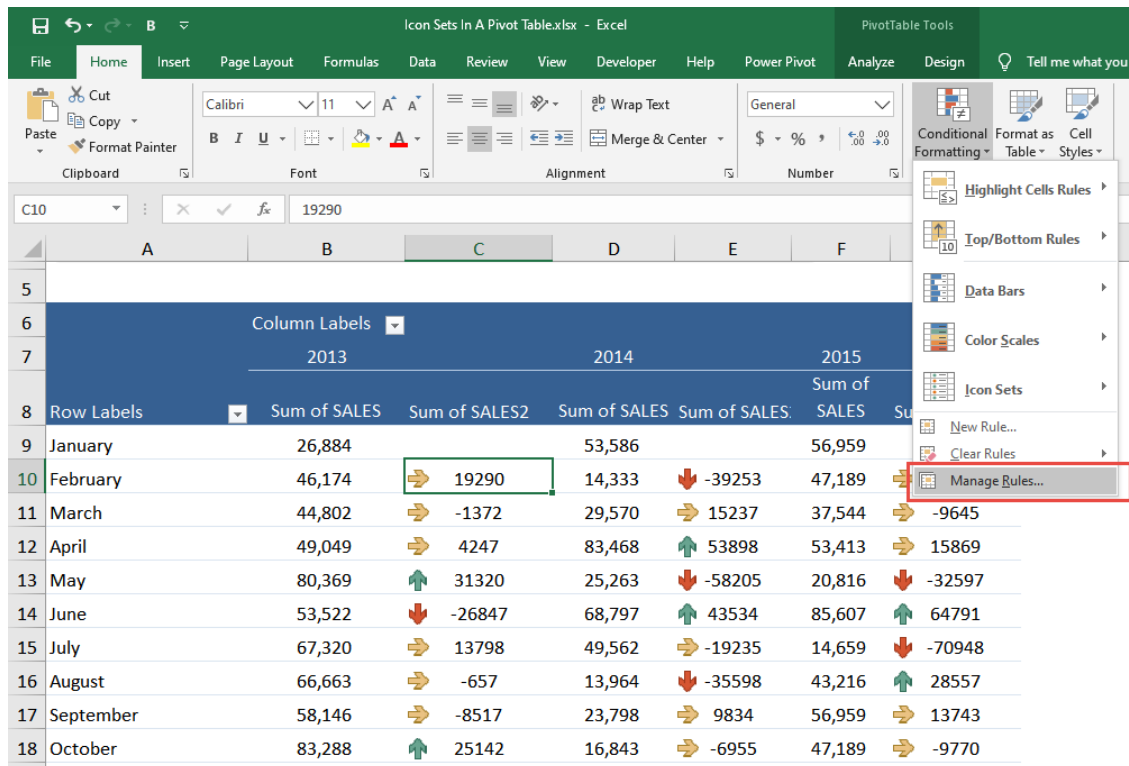 B Icon Sets In A Pivot Table.xlsx - Excel PivotTable Tools
File Home Insert Page Layout Formulas Data Review View Developer Help Power Pivot Analyze Design Tell me what you
Paste
Cut
Copy
Format Painter
Clipboard
Calibri 11 A A
B I U A
Font
ab Wrap Text
Merge & Center
Alignment
General
$ % , .0 .00 .00 .0
Number
Conditional Formatting
Format as Table
Cell Styles
Highlight Cells Rules
Top/Bottom Rules
Data Bars
Color Scales
Icon Sets
New Rule...
Clear Rules
Manage Rules...
C10 fx 19290
A B C D E F
5
6 Column Labels
7 2013 2014 2015
8 Row Labels Sum of SALES Sum of SALES2 Sum of SALES Sum of SALES Sum of SALES Su
9 January 26,884 53,586 56,959
10 February 46,174 19290 14,333 -39253 47,189
11 March 44,802 -1372 29,570 15237 37,544 -9645
12 April 49,049 4247 83,468 53898 53,413 15869
13 May 80,369 31320 25,263 -58205 20,816 -32597
14 June 53,522 -26847 68,797 43534 85,607 64791
15 July 67,320 13798 49,562 -19235 14,659 -70948
16 August 66,663 -657 13,964 -35598 43,216 28557
17 September 58,146 -8517 23,798 9834 56,959 13743
18 October 83,288 25142 16,843 -6955 47,189 -9770